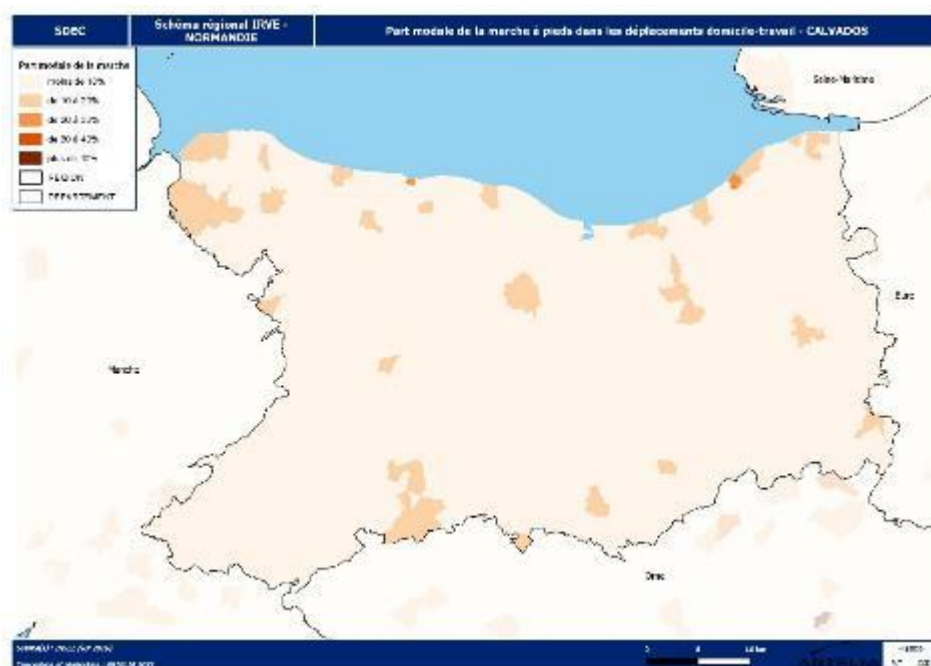 SDEC
Schéma régional IRVE -
NORMANDIE
Part modale de la marche à pieds dans les déplacements domicile-travail - CALVADOS
Part modale de la marche
moins de 10%
de 10 à 20%
de 20 à 30%
de 30 à 40%
plus de 40%
REGION
DEPARTEMENT
Seine-Maritime
Eure
Manche
Orne